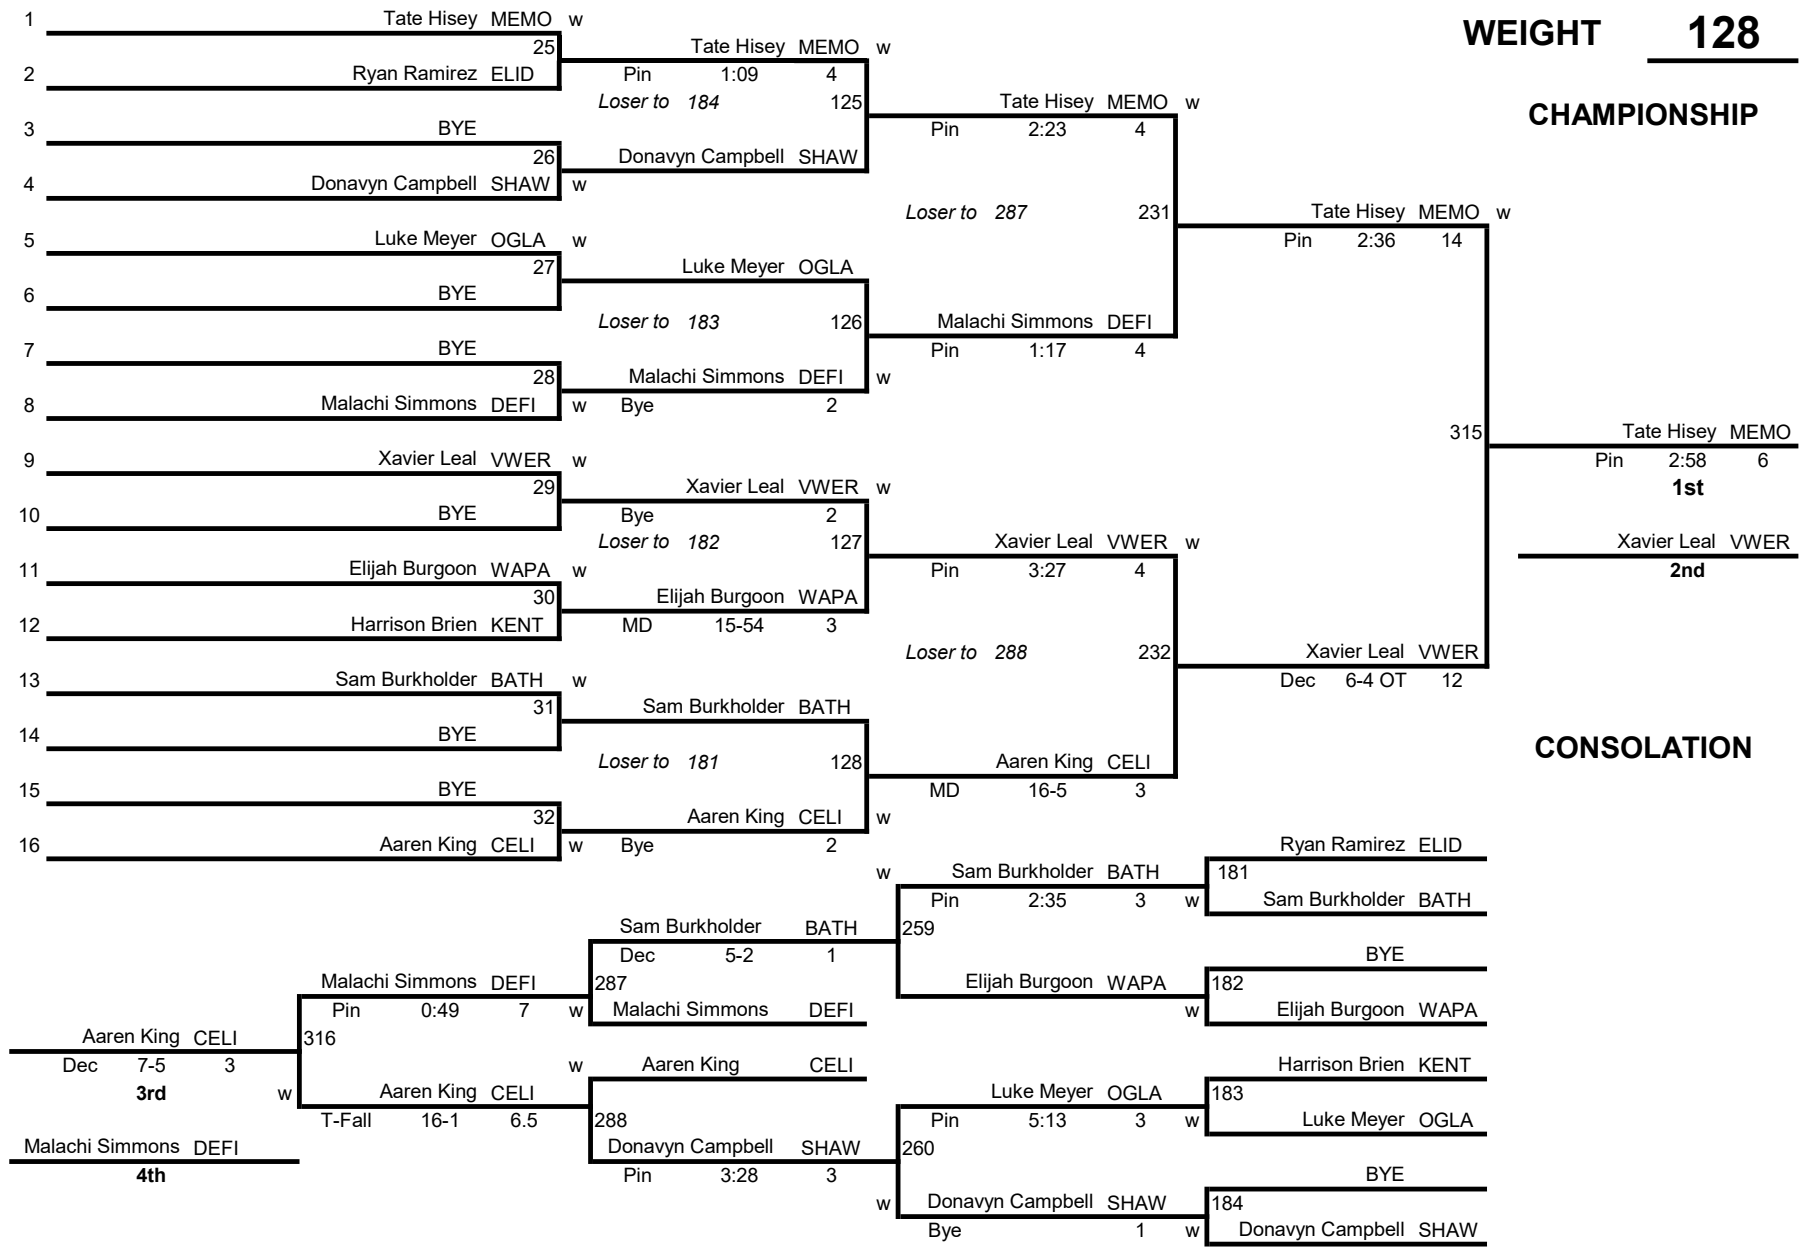 WEIGHT 128
CHAMPIONSHIP
1 Tate Hisey MEMO w
25 Tate Hisey MEMO w
2 Ryan Ramirez ELID Pin 1:09 4
Loser to 184 125 Tate Hisey MEMO w
3 BYE Pin 2:23 4
26 Donavyn Campbell SHAW
4 Donavyn Campbell SHAW w
Loser to 287 231 Tate Hisey MEMO w
5 Luke Meyer OGLA w Pin 2:36 14
27 Luke Meyer OGLA
6 BYE
Loser to 183 126 Malachi Simmons DEFI
7 BYE Pin 1:17 4
28 Malachi Simmons DEFI w
8 Malachi Simmons DEFI w Bye 2
315 Tate Hisey MEMO
9 Xavier Leal VWER w Pin 2:58 6
29 Xavier Leal VWER w 1st
10 BYE Bye 2
Loser to 182 127 Xavier Leal VWER w Xavier Leal VWER
11 Elijah Burgoon WAPA w Pin 3:27 4 2nd
30 Elijah Burgoon WAPA
12 Harrison Brien KENT MD 15-54 3
Loser to 288 232 Xavier Leal VWER
13 Sam Burkholder BATH w Dec 6-4 OT 12
31 Sam Burkholder BATH
14 BYE
CONSOLATION
Loser to 181 128 Aaren King CELI
15 BYE MD 16-5 3
32 Aaren King CELI w
16 Aaren King CELI w Bye 2
Ryan Ramirez ELID
w Sam Burkholder BATH 181
Pin 2:35 3 w Sam Burkholder BATH
Sam Burkholder BATH 259
Dec 5-2 1 BYE
Malachi Simmons DEFI 287 Elijah Burgoon WAPA 182
Pin 0:49 7 w Malachi Simmons DEFI w Elijah Burgoon WAPA
Aaren King CELI 316
Dec 7-5 3 w Aaren King CELI Harrison Brien KENT
3rd w Aaren King CELI Luke Meyer OGLA 183
T-Fall 16-1 6.5 288 Pin 5:13 3 w Luke Meyer OGLA
Malachi Simmons DEFI Donavyn Campbell SHAW 260
4th Pin 3:28 3 BYE
w Donavyn Campbell SHAW 184
Bye 1 w Donavyn Campbell SHAW